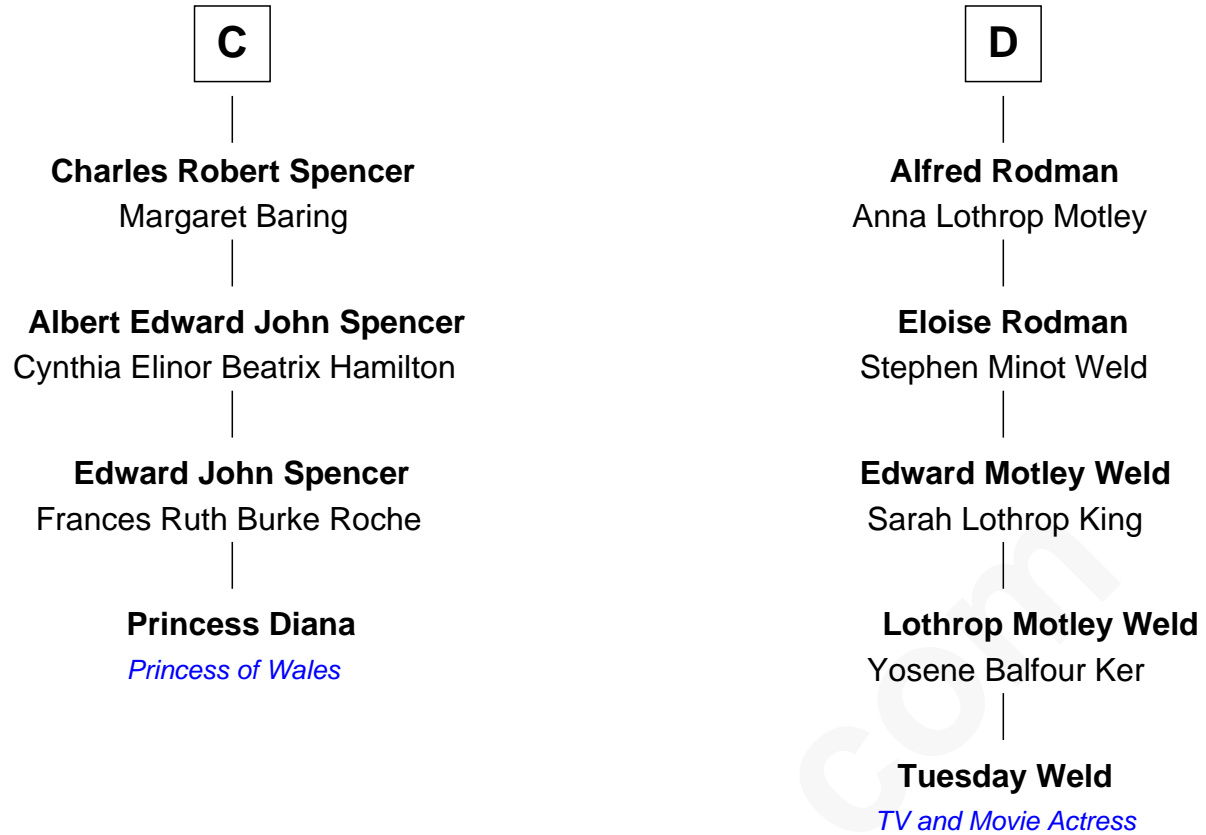 C
Charles Robert Spencer
Margaret Baring
Albert Edward John Spencer
Cynthia Elinor Beatrix Hamilton
Edward John Spencer
Frances Ruth Burke Roche
Princess Diana
Princess of Wales
D
Alfred Rodman
Anna Lothrop Motley
Eloise Rodman
Stephen Minot Weld
Edward Motley Weld
Sarah Lothrop King
Lothrop Motley Weld
Yosene Balfour Ker
Tuesday Weld
TV and Movie Actress
com